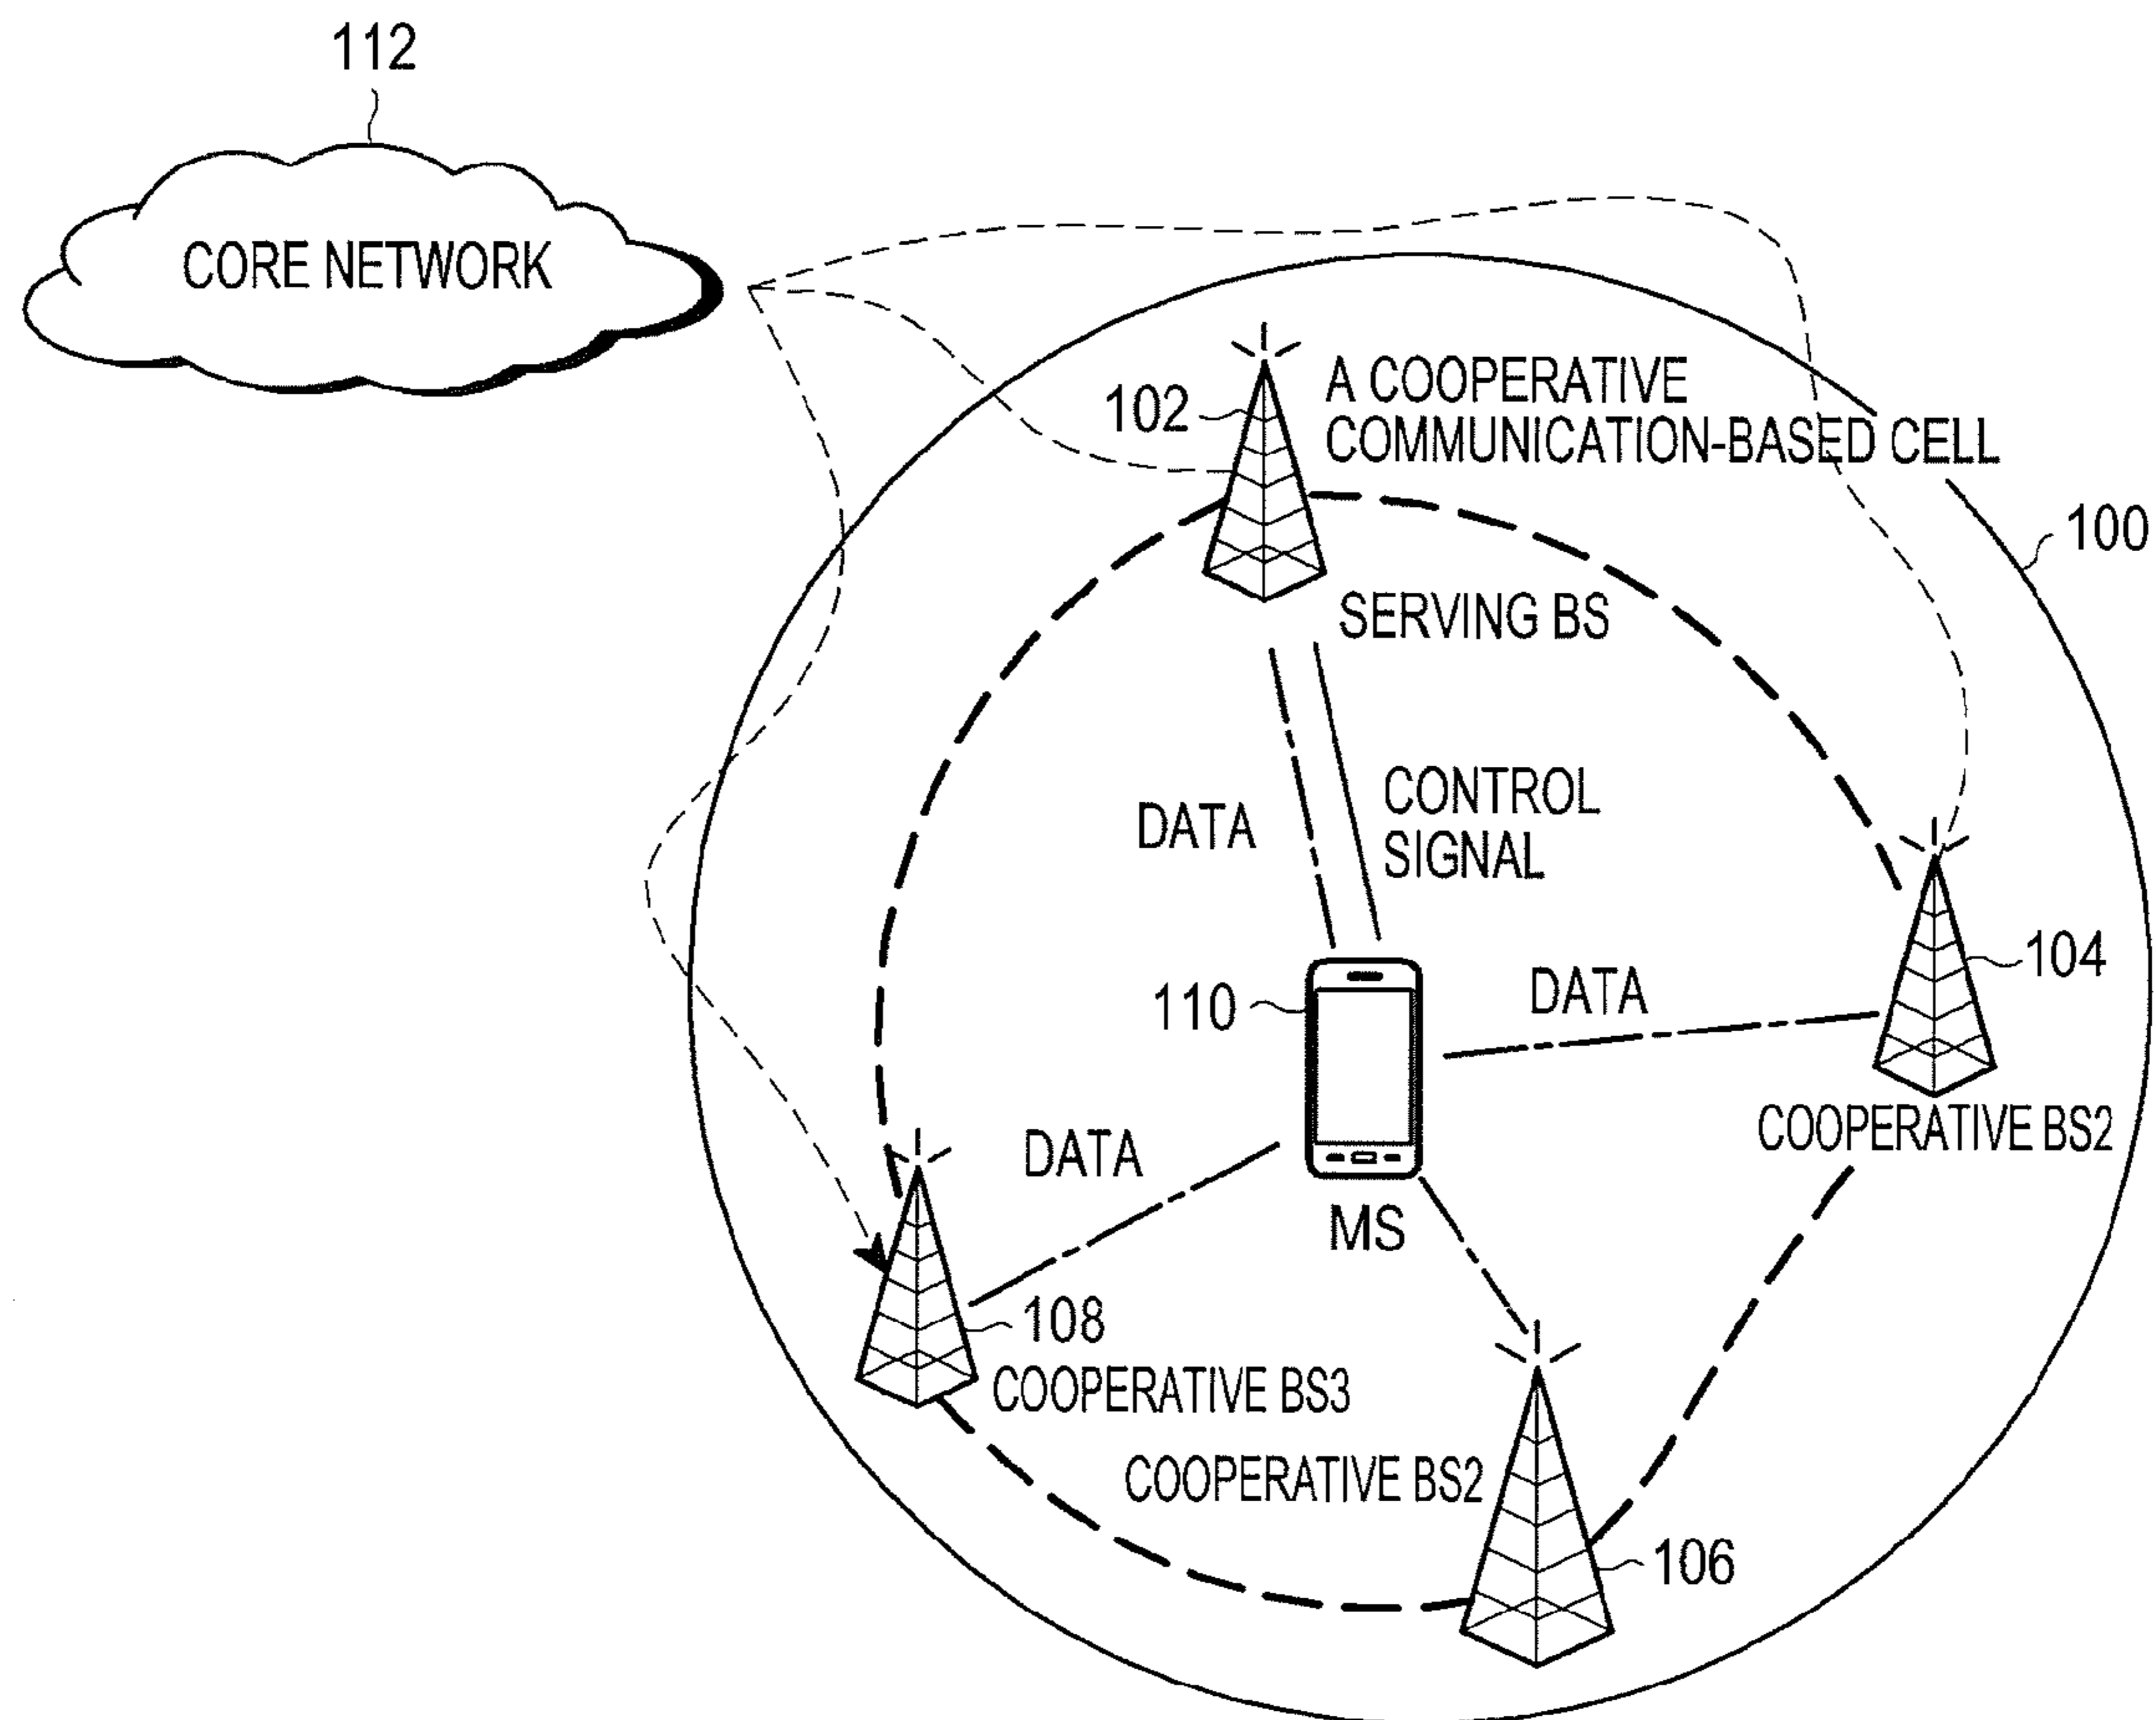 112
CORE NETWORK
102
A COOPERATIVE
COMMUNICATION-BASED CELL
100
SERVING BS
DATA
CONTROL
SIGNAL
110
DATA
104
COOPERATIVE BS2
DATA
MS
108
COOPERATIVE BS3
COOPERATIVE BS2
106